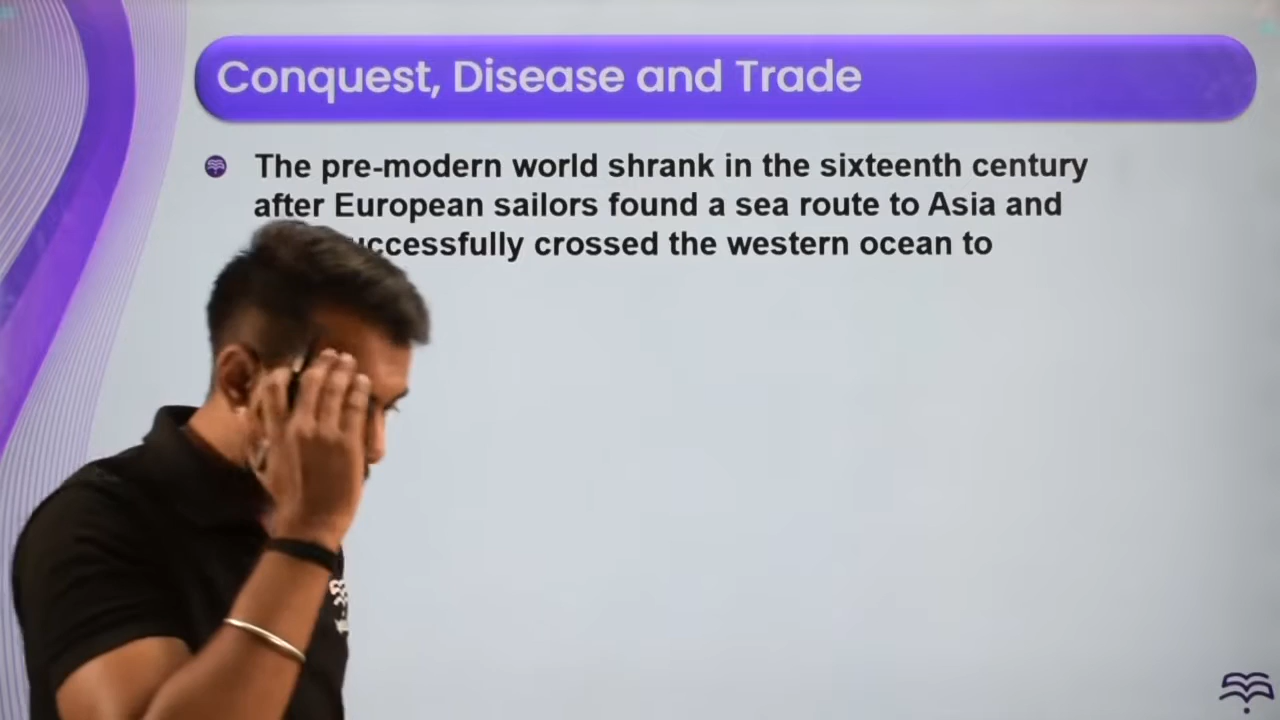 Conquest, Disease and Trade
The pre-modern world shrank in the sixteenth century
after European sailors found a sea route to Asia and
successfully crossed the western ocean to